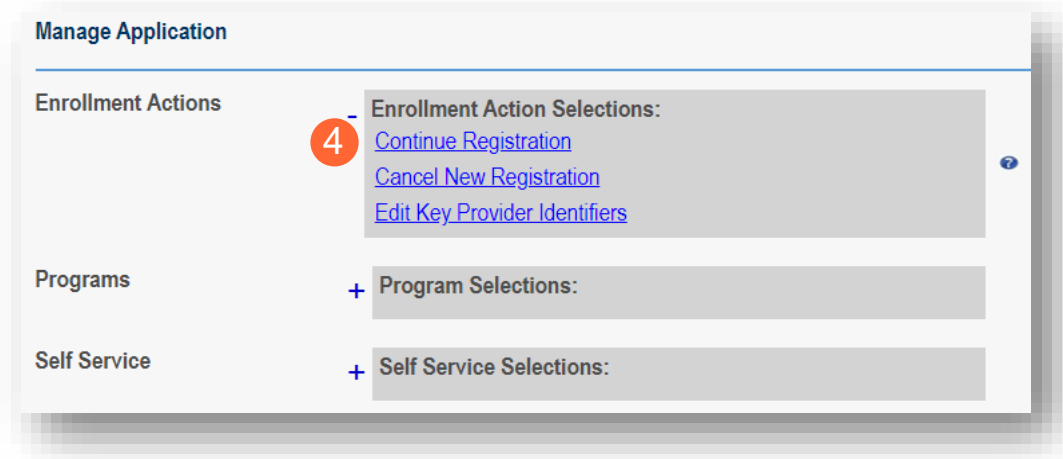 Manage Application
Enrollment Actions
- Enrollment Action Selections:
4 Continue Registration
Cancel New Registration
?
Edit Key Provider Identifiers
Programs
+ Program Selections:
Self Service
+ Self Service Selections: